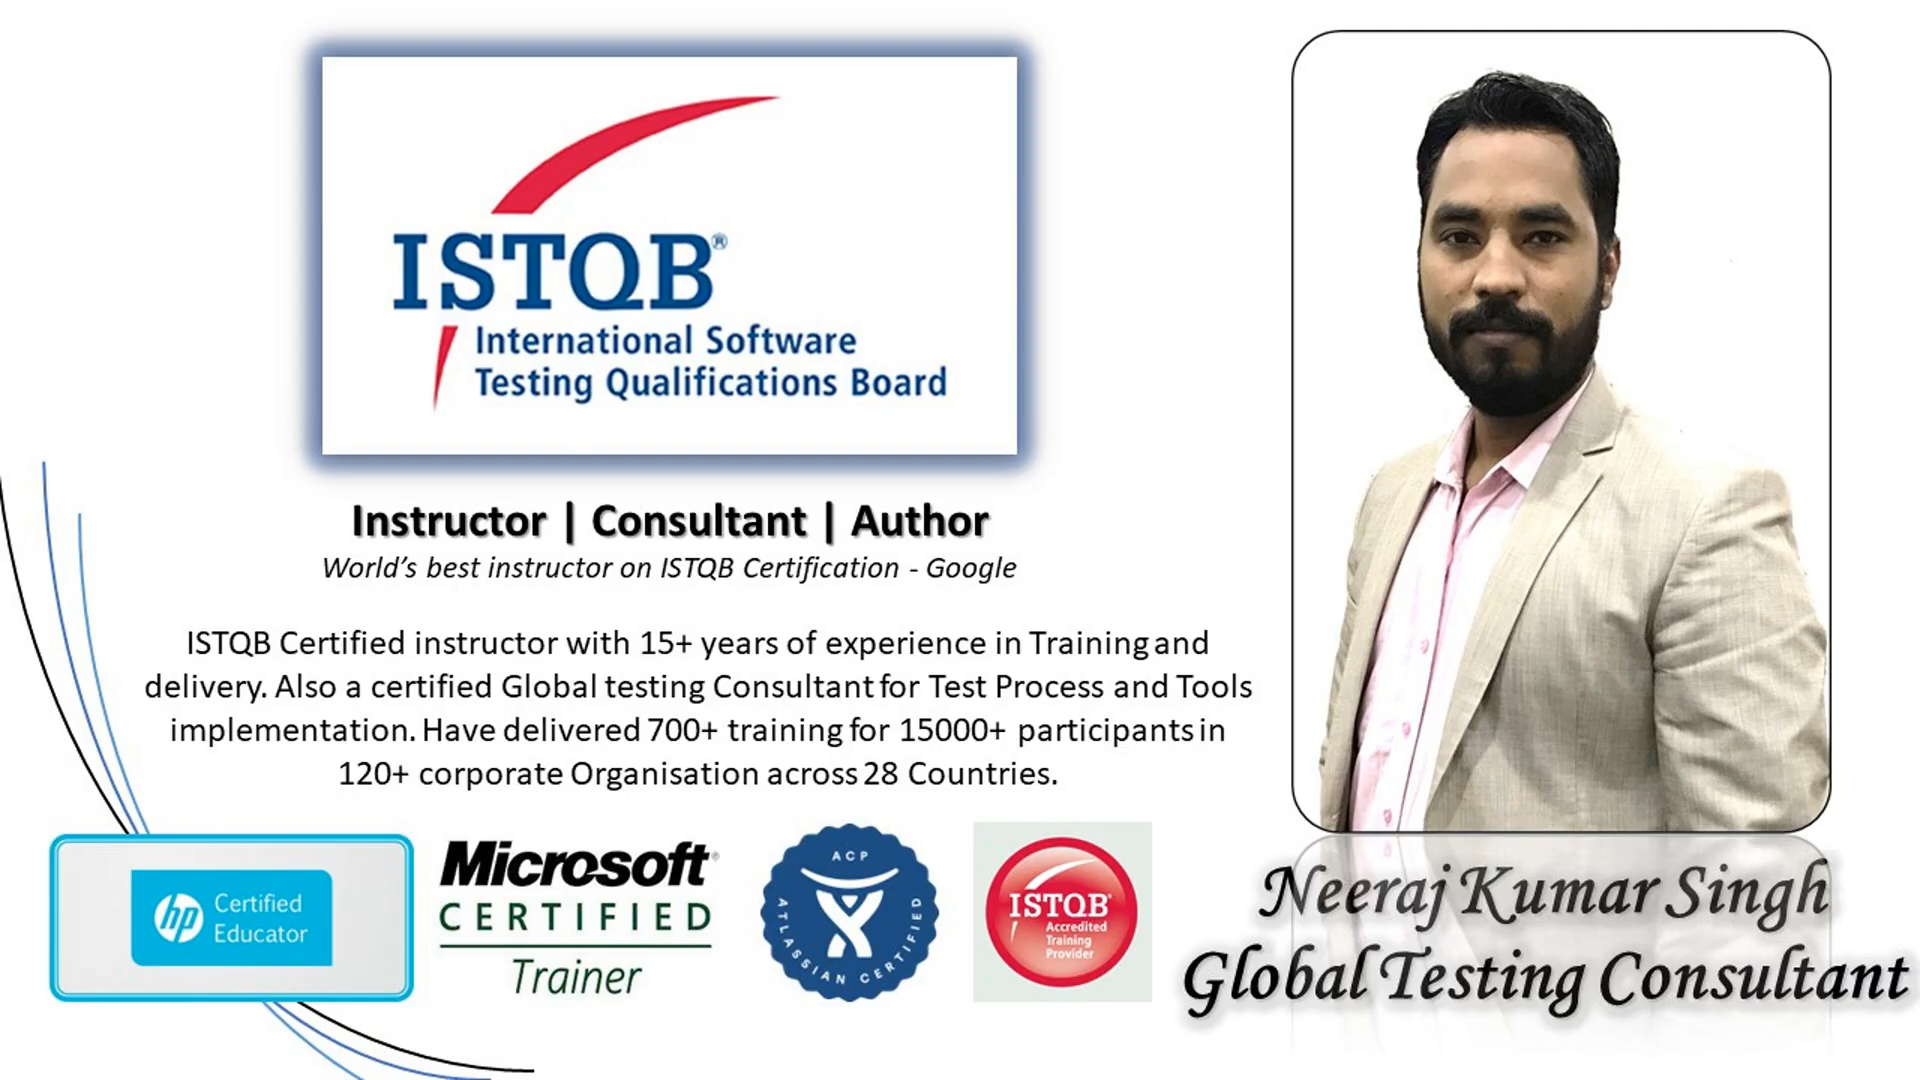 ISTQB®
International Software
Testing Qualifications Board
Instructor | Consultant | Author
World's best instructor on ISTQB Certification - Google
ISTQB Certified instructor with 15+ years of experience in Training and
delivery. Also a certified Global testing Consultant for Test Process and Tools
implementation. Have delivered 700+ training for 15000+ participants in
120+ corporate Organisation across 28 Countries.
hp
Certified
Educator
Microsoft®
CERTIFIED
Trainer
ACP
ATLASSIAN CERTIFIED
ISTQB®
Accredited
Training
Provider
Neeraj Kumar Singh
Global Testing Consultant